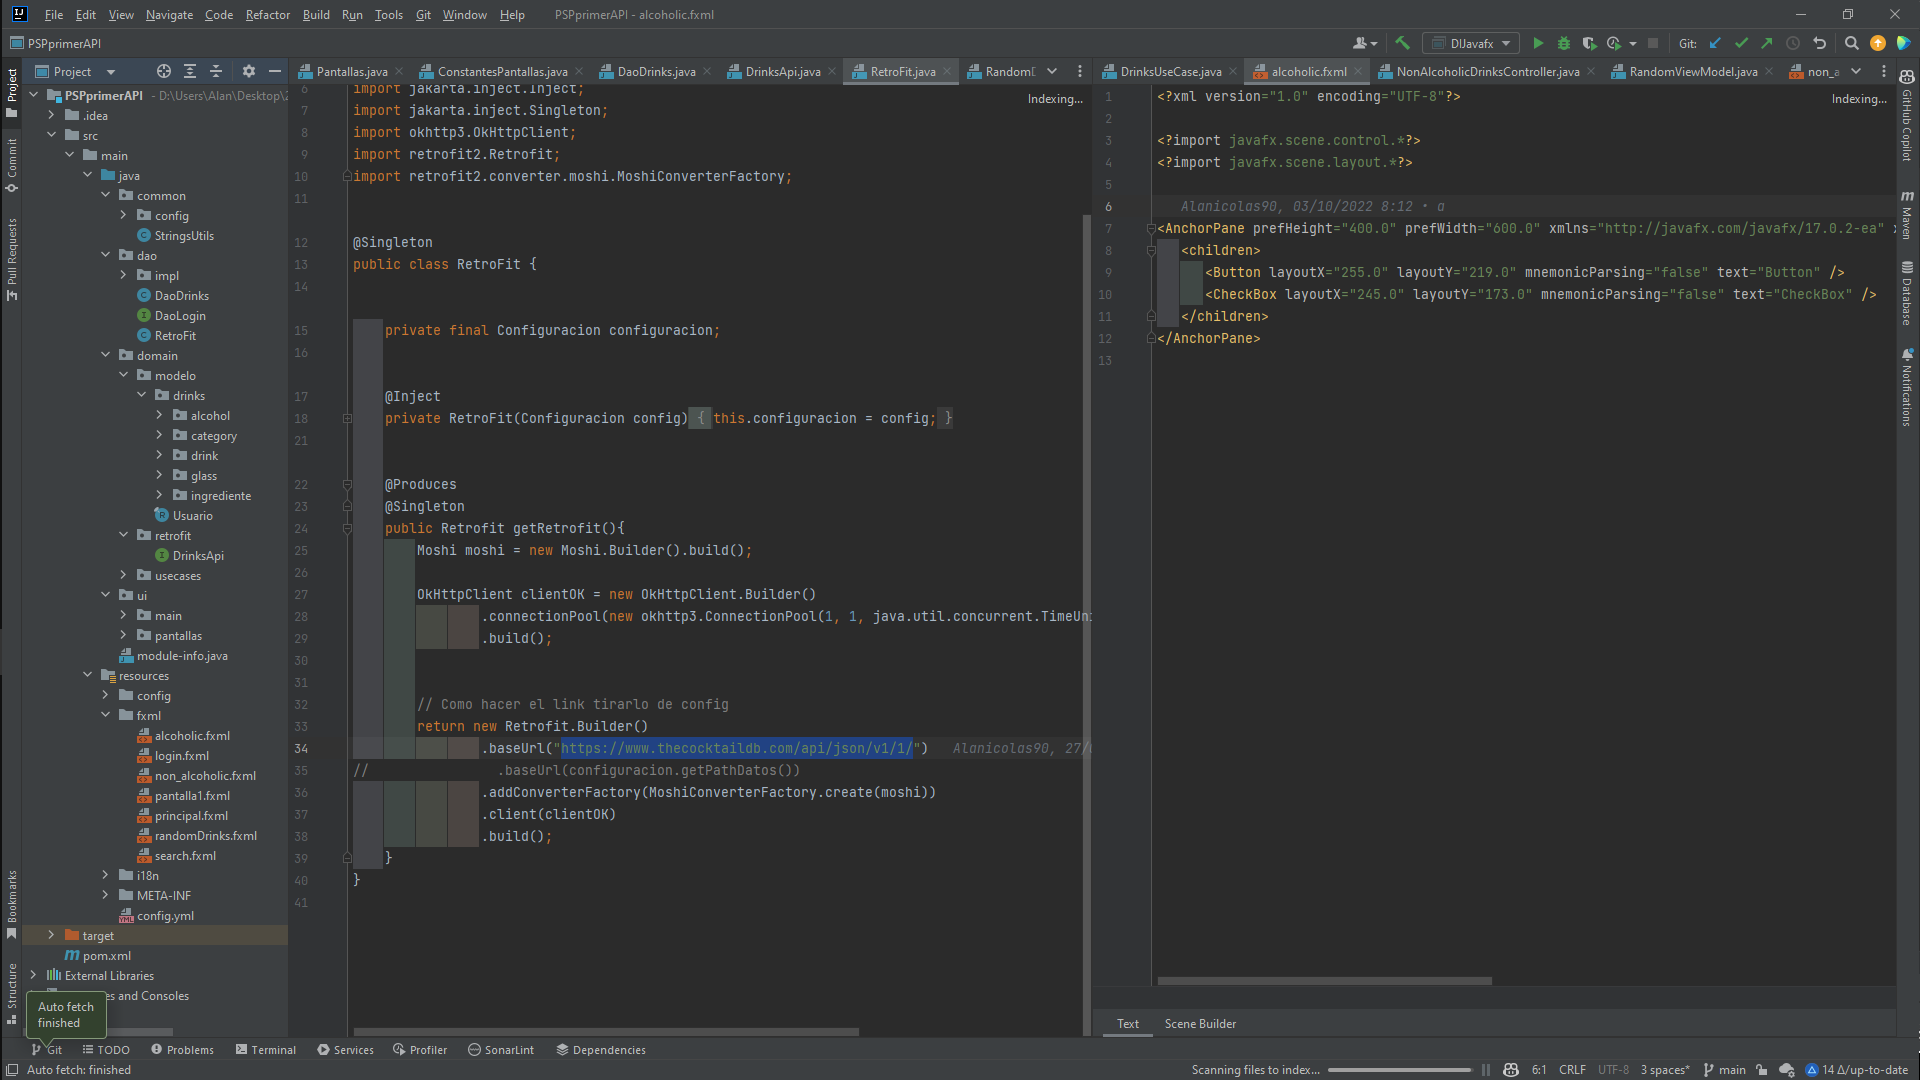 File Edit View Navigate Code Refactor Build Run Tools Git Window Help PSPprimerAPI - alcoholic.fxml
PSPprimerAPI
DIJavafx
Git:
Project
Commit
Pull Requests
Bookmarks
Structure
Project
PSPprimerAPI - D:\Users\Alan\Desktop\2
.idea
src
main
java
common
config
StringsUtils
dao
impl
DaoDrinks
DaoLogin
RetroFit
domain
modelo
drinks
alcohol
category
drink
glass
ingrediente
Usuario
retrofit
DrinksApi
usecases
ui
main
pantallas
module-info.java
resources
config
fxml
alcoholic.fxml
login.fxml
non_alcoholic.fxml
pantalla1.fxml
principal.fxml
randomDrinks.fxml
search.fxml
i18n
META-INF
config.yml
target
pom.xml
External Libraries
es and Consoles
Auto fetch
finished
Pantallas.java ConstantesPantallas.java DaoDrinks.java DrinksApi.java RetroFit.java
Indexing...
6 import jakarta.inject.Inject;
7 import jakarta.inject.Singleton;
8 import okhttp3.OkHttpClient;
9 import retrofit2.Retrofit;
10 import retrofit2.converter.moshi.MoshiConverterFactory;
11
12 @Singleton
13 public class RetroFit {
14
15 private final Configuracion configuracion;
16
17 @Inject
18 private RetroFit(Configuracion config) { this.configuracion = config; }
21
22 @Produces
23 @Singleton
24 public Retrofit getRetrofit(){
25 Moshi moshi = new Moshi.Builder().build();
26
27 OkHttpClient clientOK = new OkHttpClient.Builder()
28 .connectionPool(new okhttp3.ConnectionPool(1, 1, java.util.concurrent.TimeUni
29 .build();
30
31
32 // Como hacer el link tirarlo de config
33 return new Retrofit.Builder()
34 .baseUrl("https://www.thecocktaildb.com/api/json/v1/1/") Alanicolas90, 27/
35 // .baseUrl(configuracion.getPathDatos())
36 .addConverterFactory(MoshiConverterFactory.create(moshi))
37 .client(clientOK)
38 .build();
39 }
40 }
41
DrinksUseCase.java alcoholic.fxml NonAlcoholicDrinksController.java RandomViewModel.java non_a
Indexing...
1 <?xml version="1.0" encoding="UTF-8"?>
2
3 <?import javafx.scene.control.*?>
4 <?import javafx.scene.layout.*?>
5
6 Alanicolas90, 03/10/2022 8:12 • a
7 <AnchorPane prefHeight="400.0" prefWidth="600.0" xmlns="http://javafx.com/javafx/17.0.2-ea" x
8 <children>
9 <Button layoutX="255.0" layoutY="219.0" mnemonicParsing="false" text="Button" />
10 <CheckBox layoutX="245.0" layoutY="173.0" mnemonicParsing="false" text="CheckBox" />
11 </children>
12 </AnchorPane>
13
Text Scene Builder
GitHub Copilot
Maven
Database
Notifications
Git TODO Problems Terminal Services Profiler SonarLint Dependencies
Auto fetch: finished Scanning files to index... 6:1 CRLF UTF-8 3 spaces* main 14 Δ/up-to-date